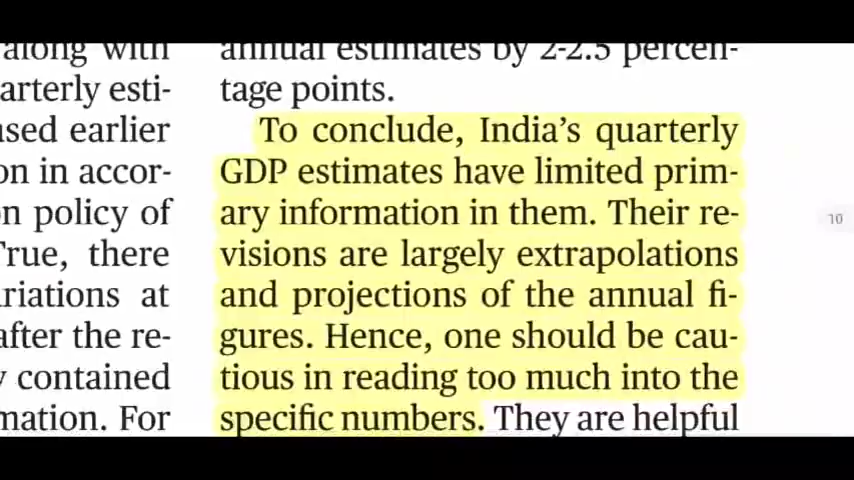 along with
arterly esti-
sed earlier
on in accor-
n policy of
True, there
riations at
after the re-
contained
mation. For
annual estimates by 2-2.5 percen-
tage points.
To conclude, India's quarterly
GDP estimates have limited prim-
ary information in them. Their re-
visions are largely extrapolations
and projections of the annual fi-
gures. Hence, one should be cau-
tious in reading too much into the
specific numbers. They are helpful
10